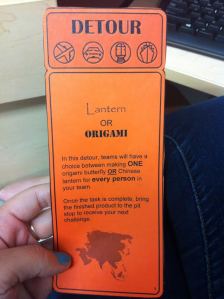 DETOUR
Lantern
OR
ORIGAMI
In this detour, teams will have a
choice between making ONE
origami butterfly OR Chinese
lantern for every person in
your team.
Once the task is complete, bring
the finished product to the pit
stop to receive your next
challenge.